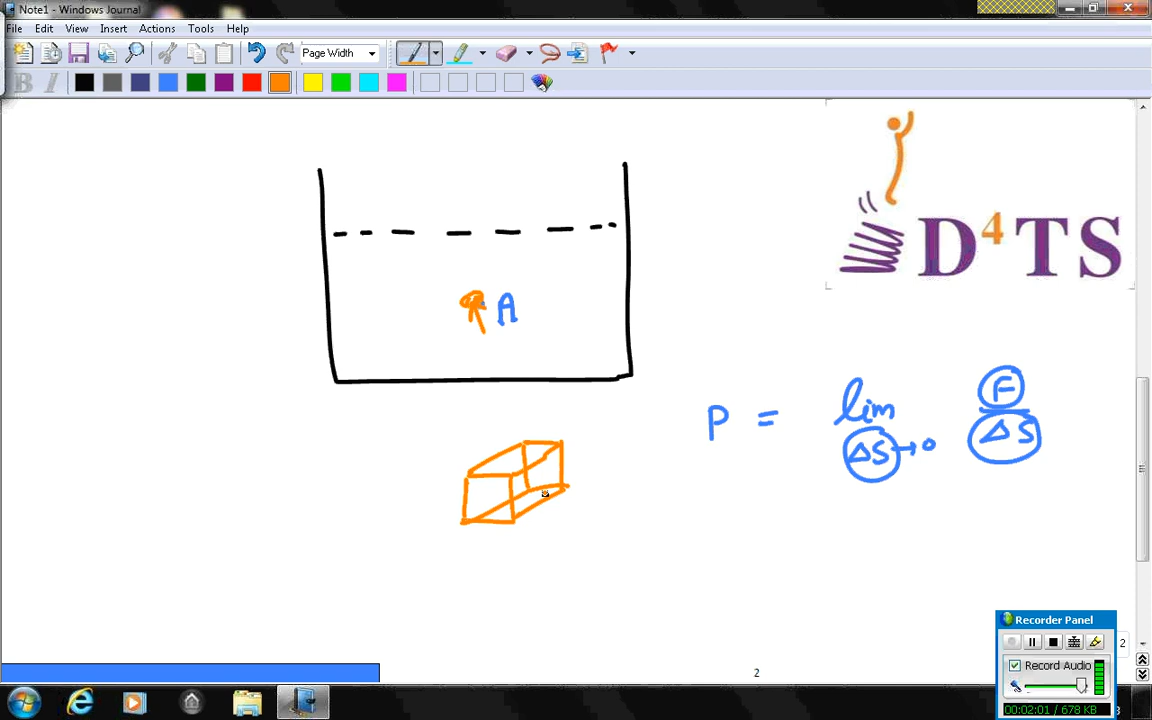 Note1 - Windows Journal
File Edit View Insert Actions Tools Help
Page Width
B I
D4TS
A
P = lim ΔS→0 F/ΔS
Recorder Panel
Record Audio
00:02:01 / 678 KB
2
2